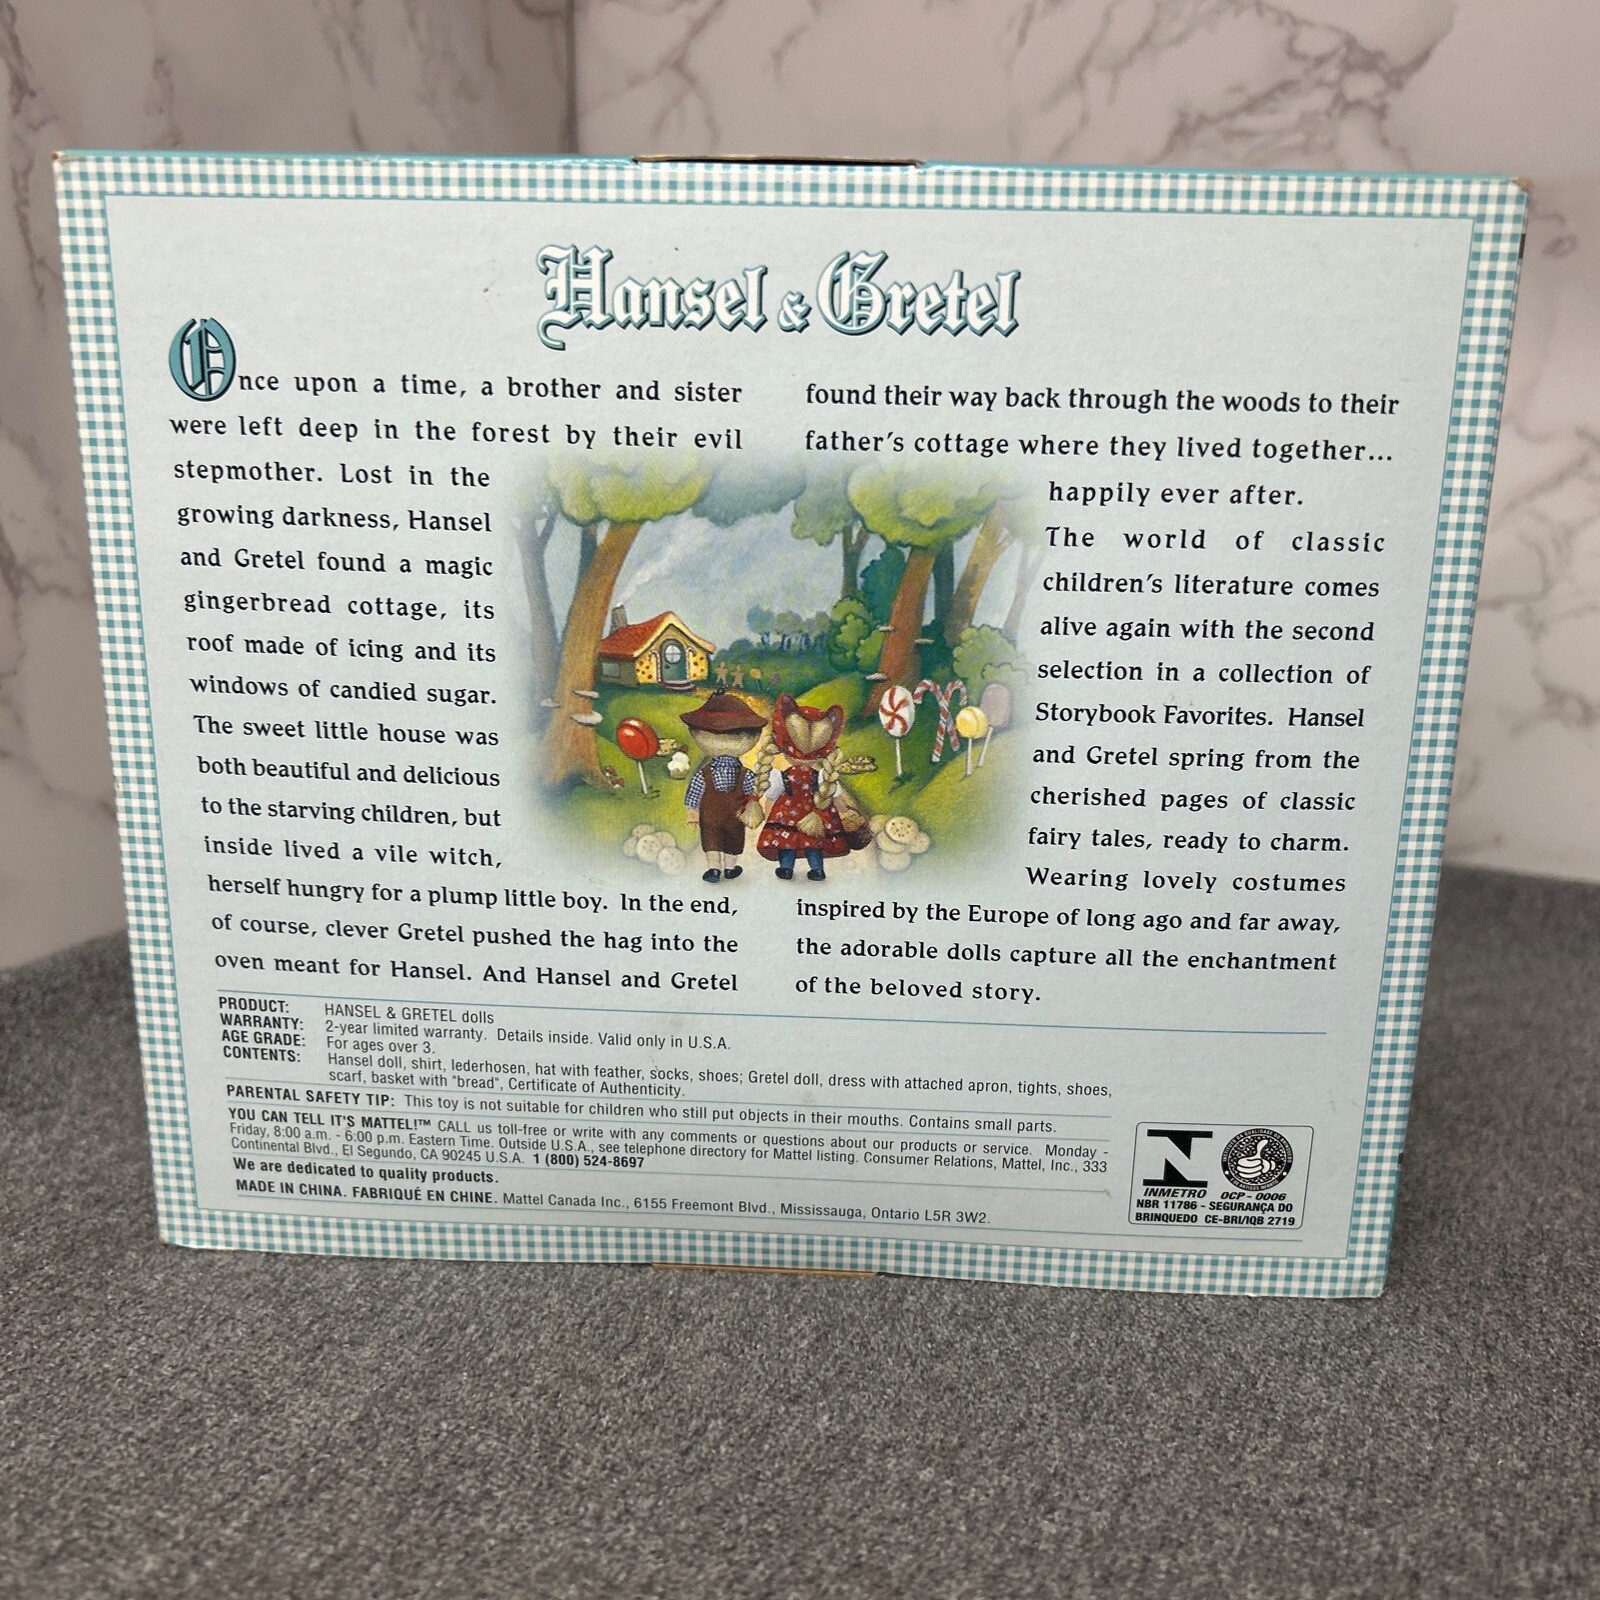 Hansel & Gretel
Once upon a time, a brother and sister
were left deep in the forest by their evil
stepmother. Lost in the
growing darkness, Hansel
and Gretel found a magic
gingerbread cottage, its
roof made of icing and its
windows of candied sugar.
The sweet little house was
both beautiful and delicious
to the starving children, but
inside lived a vile witch,
herself hungry for a plump little boy. In the end,
of course, clever Gretel pushed the hag into the
oven meant for Hansel. And Hansel and Gretel
found their way back through the woods to their
father's cottage where they lived together...
happily ever after.
The world of classic
children's literature comes
alive again with the second
selection in a collection of
Storybook Favorites. Hansel
and Gretel spring from the
cherished pages of classic
fairy tales, ready to charm.
Wearing lovely costumes
inspired by the Europe of long ago and far away,
the adorable dolls capture all the enchantment
of the beloved story.
PRODUCT: HANSEL & GRETEL dolls
WARRANTY: 2-year limited warranty. Details inside. Valid only in U.S.A.
AGE GRADE: For ages over 3.
CONTENTS: Hansel doll, shirt, lederhosen, hat with feather, socks, shoes; Gretel doll, dress with attached apron, tights, shoes,
scarf, basket with "bread", Certificate of Authenticity.
PARENTAL SAFETY TIP: This toy is not suitable for children who still put objects in their mouths. Contains small parts.
YOU CAN TELL IT'S MATTEL!™ CALL us toll-free or write with any comments or questions about our products or service. Monday -
Friday, 8:00 a.m. - 6:00 p.m. Eastern Time. Outside U.S.A., see telephone directory for Mattel listing. Consumer Relations, Mattel, Inc., 333
Continental Blvd., El Segundo, CA 90245 U.S.A. 1 (800) 524-8697
We are dedicated to quality products.
MADE IN CHINA. FABRIQUÉ EN CHINE. Mattel Canada Inc., 6155 Freemont Blvd., Mississauga, Ontario L5R 3W2.
INMETRO OCP - 0006
NBR 11786 - SEGURANÇA DO
BRINQUEDO CE-BRI/IQB 2719